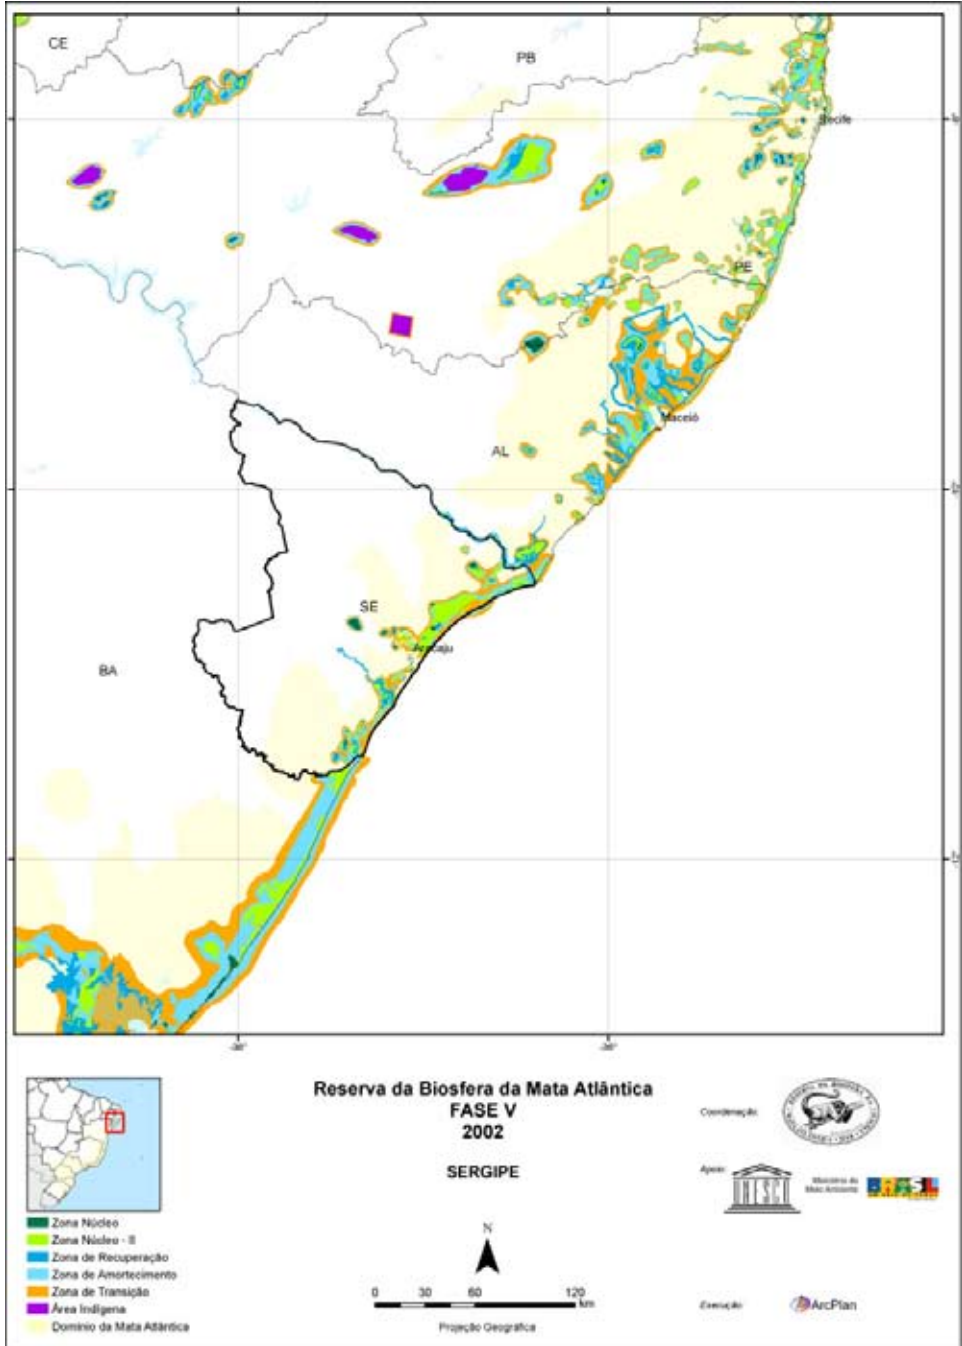 CE
PB
Recife
PE
Maceió
AL
SE
Aracaju
BA
Reserva da Biosfera da Mata Atlântica
FASE V
2002
SERGIPE
Coordenação:
Apoio:
UNESCO
Ministério do
Meio Ambiente
BRASIL
Zona Núcleo
Zona Núcleo - II
Zona de Recuperação
Zona de Amortecimento
Zona de Transição
Área Indígena
Domínio da Mata Atlântica
N
0 30 60 120
km
Projeção Geográfica
Execução:
ArcPlan